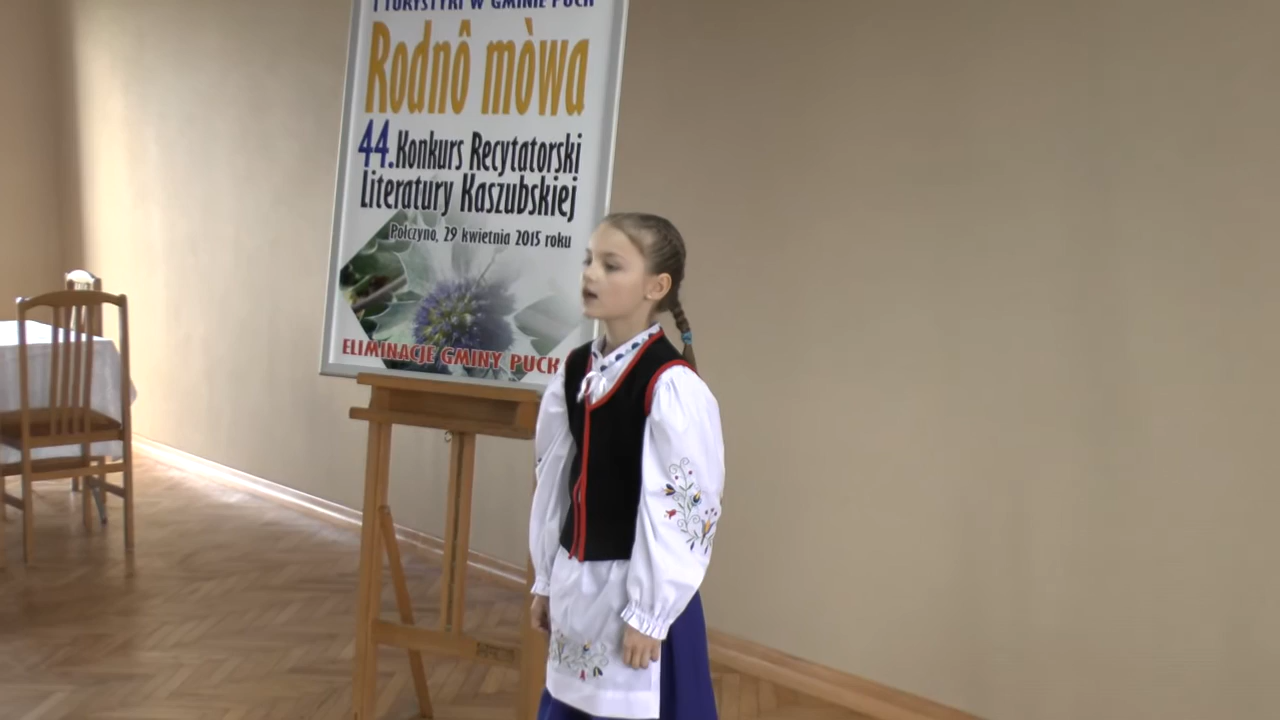 I TURYSTYKI W GMINIE PUCK
Rodnô mòwa
44. Konkurs Recytatorski
Literatury Kaszubskiej
Połczyno, 29 kwietnia 2015 roku
ELIMINACJE GMINY PUCK